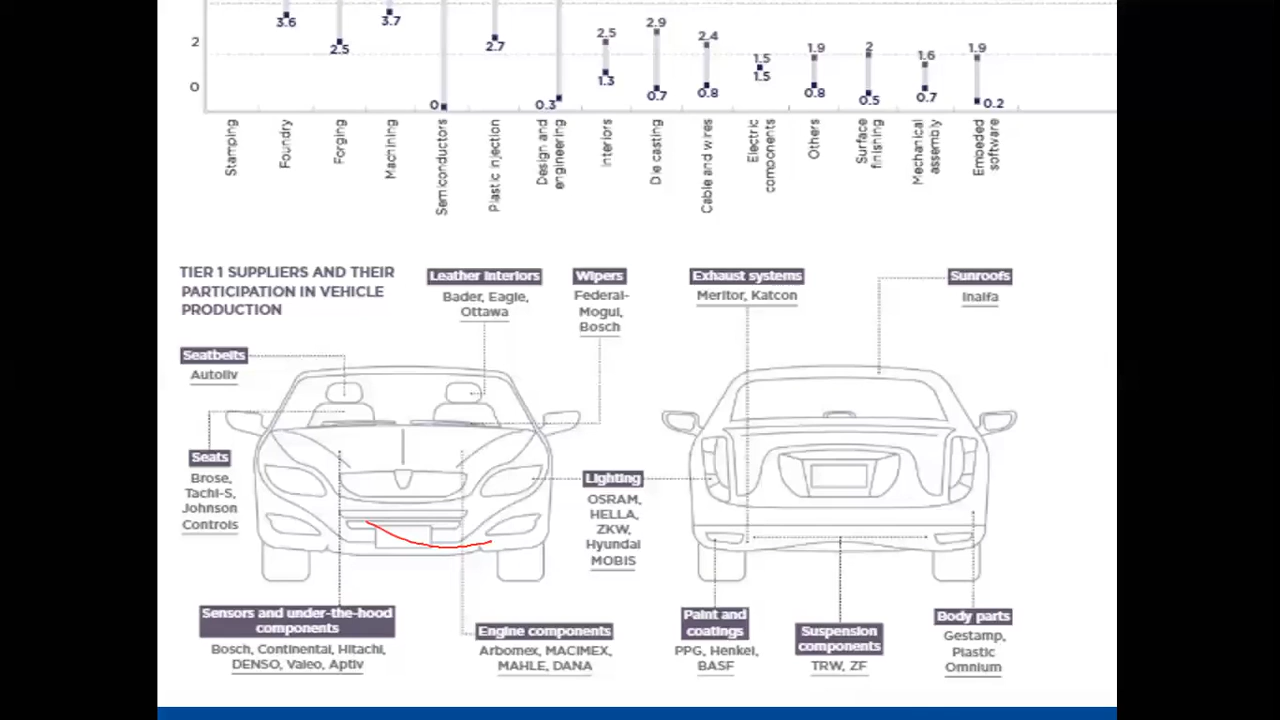 3.6
3.7
2.5
2.7
2
2.5
2.9
2.4
1.5
1.9
2
1.6
1.9
0
1.3
1.5
0
0.3
0.7
0.8
0.8
0.5
0.7
0.2
Stamping
Foundry
Forging
Machining
Semiconductors
Plastic injection
Design and
engineering
Interiors
Die casting
Cable and wires
Electric
components
Others
Surface
finishing
Mechanical
assembly
Embeded
software
TIER 1 SUPPLIERS AND THEIR
PARTICIPATION IN VEHICLE
PRODUCTION
Leather interiors
Bader, Eagle,
Ottawa
Wipers
Federal-
Mogul,
Bosch
Exhaust systems
Meritor, Katcon
Sunroofs
Inalfa
Seatbelts
Autoliv
Seats
Brose,
Tachi-S,
Johnson
Controls
Lighting
OSRAM,
HELLA,
ZKW,
Hyundai
MOBIS
Sensors and under-the-hood
components
Bosch, Continental, Hitachi,
DENSO, Valeo, Aptiv
Engine components
Arbomex, MACIMEX,
MAHLE, DANA
Paint and
coatings
PPG, Henkel,
BASF
Suspension
components
TRW, ZF
Body parts
Gestamp,
Plastic
Omnium